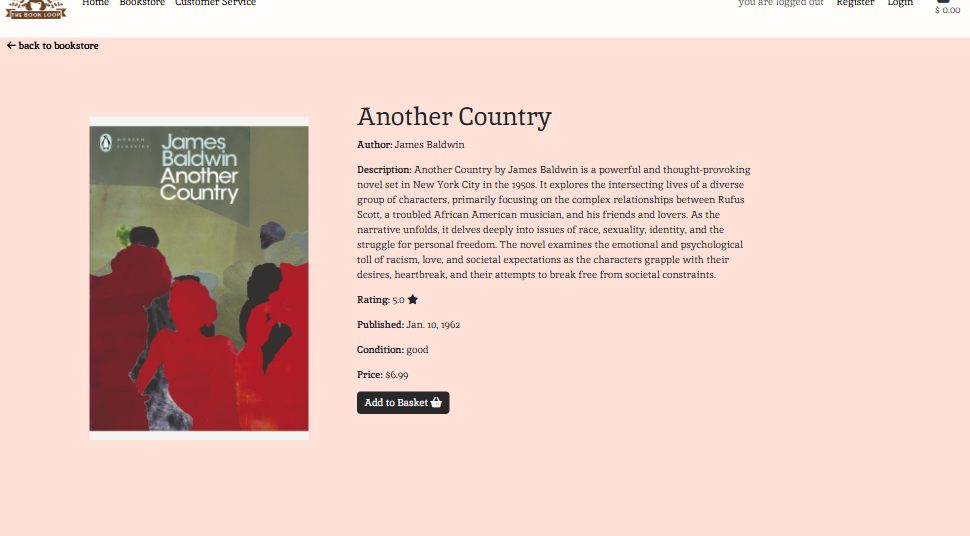 THE BOOK LOOP
Home Bookstore Customer Service you are logged out Register Login
$ 0.00
back to bookstore
MODERN
CLASSICS
James
Baldwin
Another
Country
Another Country
Author: James Baldwin
Description: Another Country by James Baldwin is a powerful and thought-provoking
novel set in New York City in the 1950s. It explores the intersecting lives of a diverse
group of characters, primarily focusing on the complex relationships between Rufus
Scott, a troubled African American musician, and his friends and lovers. As the
narrative unfolds, it delves deeply into issues of race, sexuality, identity, and the
struggle for personal freedom. The novel examines the emotional and psychological
toll of racism, love, and societal expectations as the characters grapple with their
desires, heartbreak, and their attempts to break free from societal constraints.
Rating: 5.0
Published: Jan. 10, 1962
Condition: good
Price: $6.99
Add to Basket